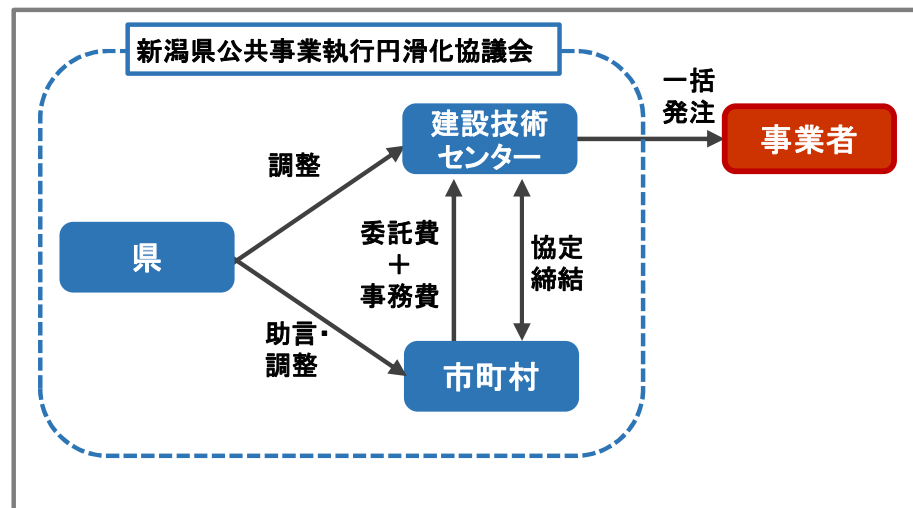 新潟県公共事業執行円滑化協議会
一括
発注
建設技術
センター
事業者
調整
県
委託費
＋
事務費
協定
締結
助言・
調整
市町村